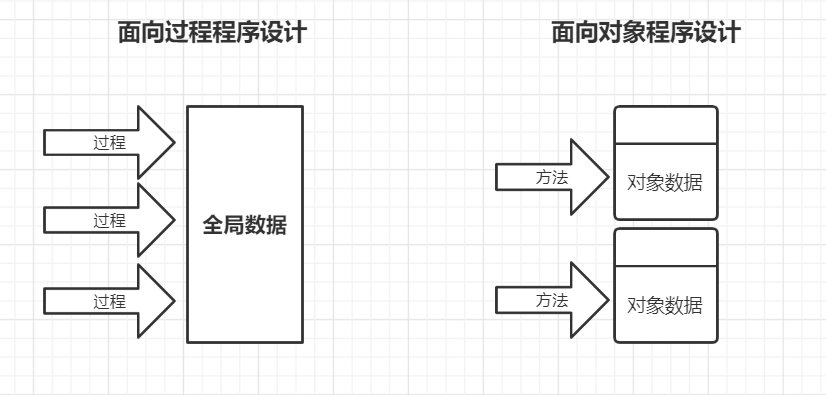 面向过程程序设计
面向对象程序设计
过程
过程
过程
全局数据
方法
对象数据
方法
对象数据